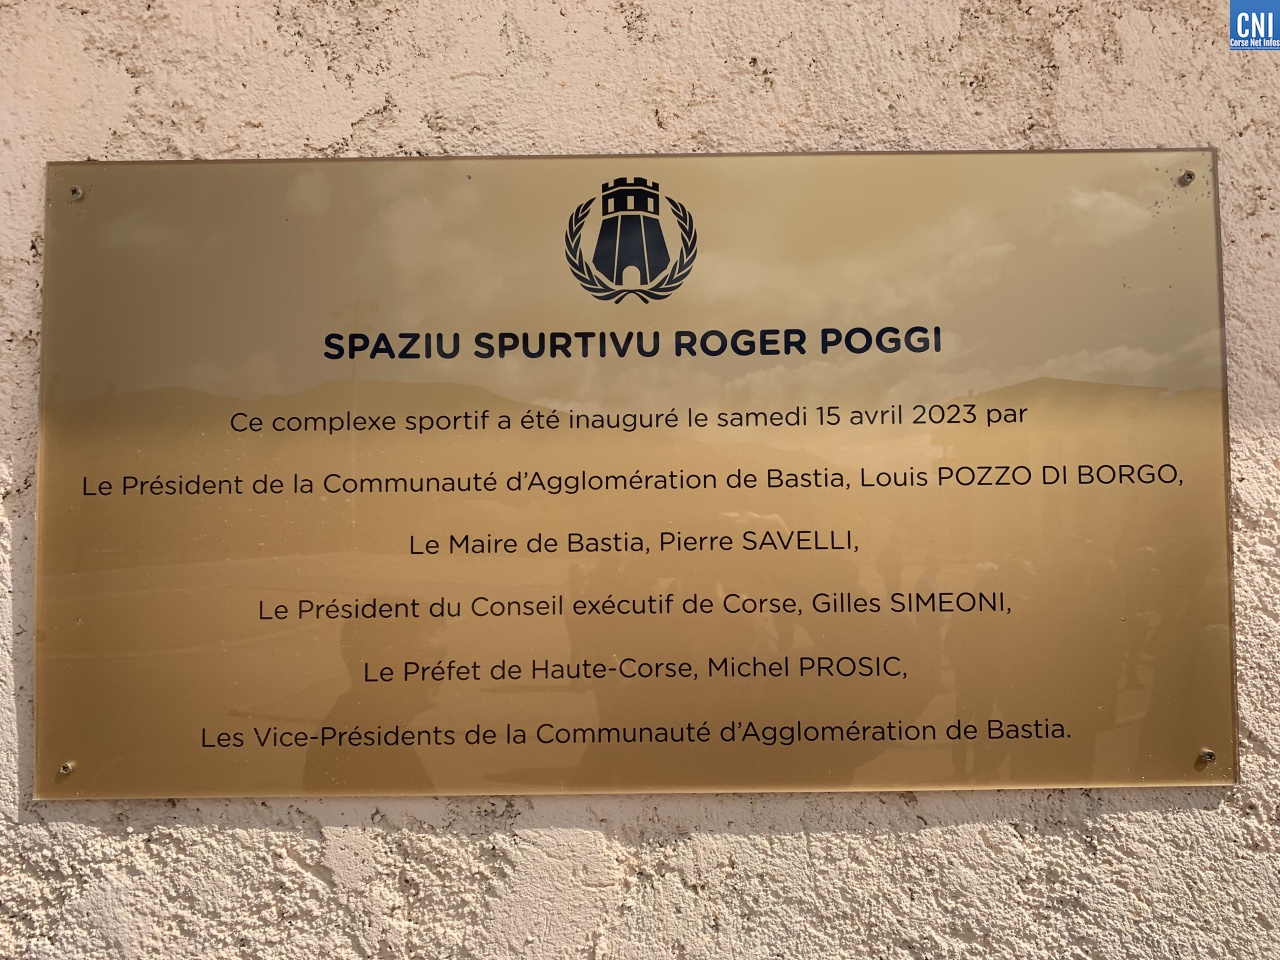 CNI
Corse Net Infos
SPAZIU SPURTIVU ROGER POGGI
Ce complexe sportif a été inauguré le samedi 15 avril 2023 par
Le Président de la Communauté d'Agglomération de Bastia, Louis POZZO DI BORGO,
Le Maire de Bastia, Pierre SAVELLI,
Le Président du Conseil exécutif de Corse, Gilles SIMEONI,
Le Préfet de Haute-Corse, Michel PROSIC,
Les Vice-Présidents de la Communauté d'Agglomération de Bastia.